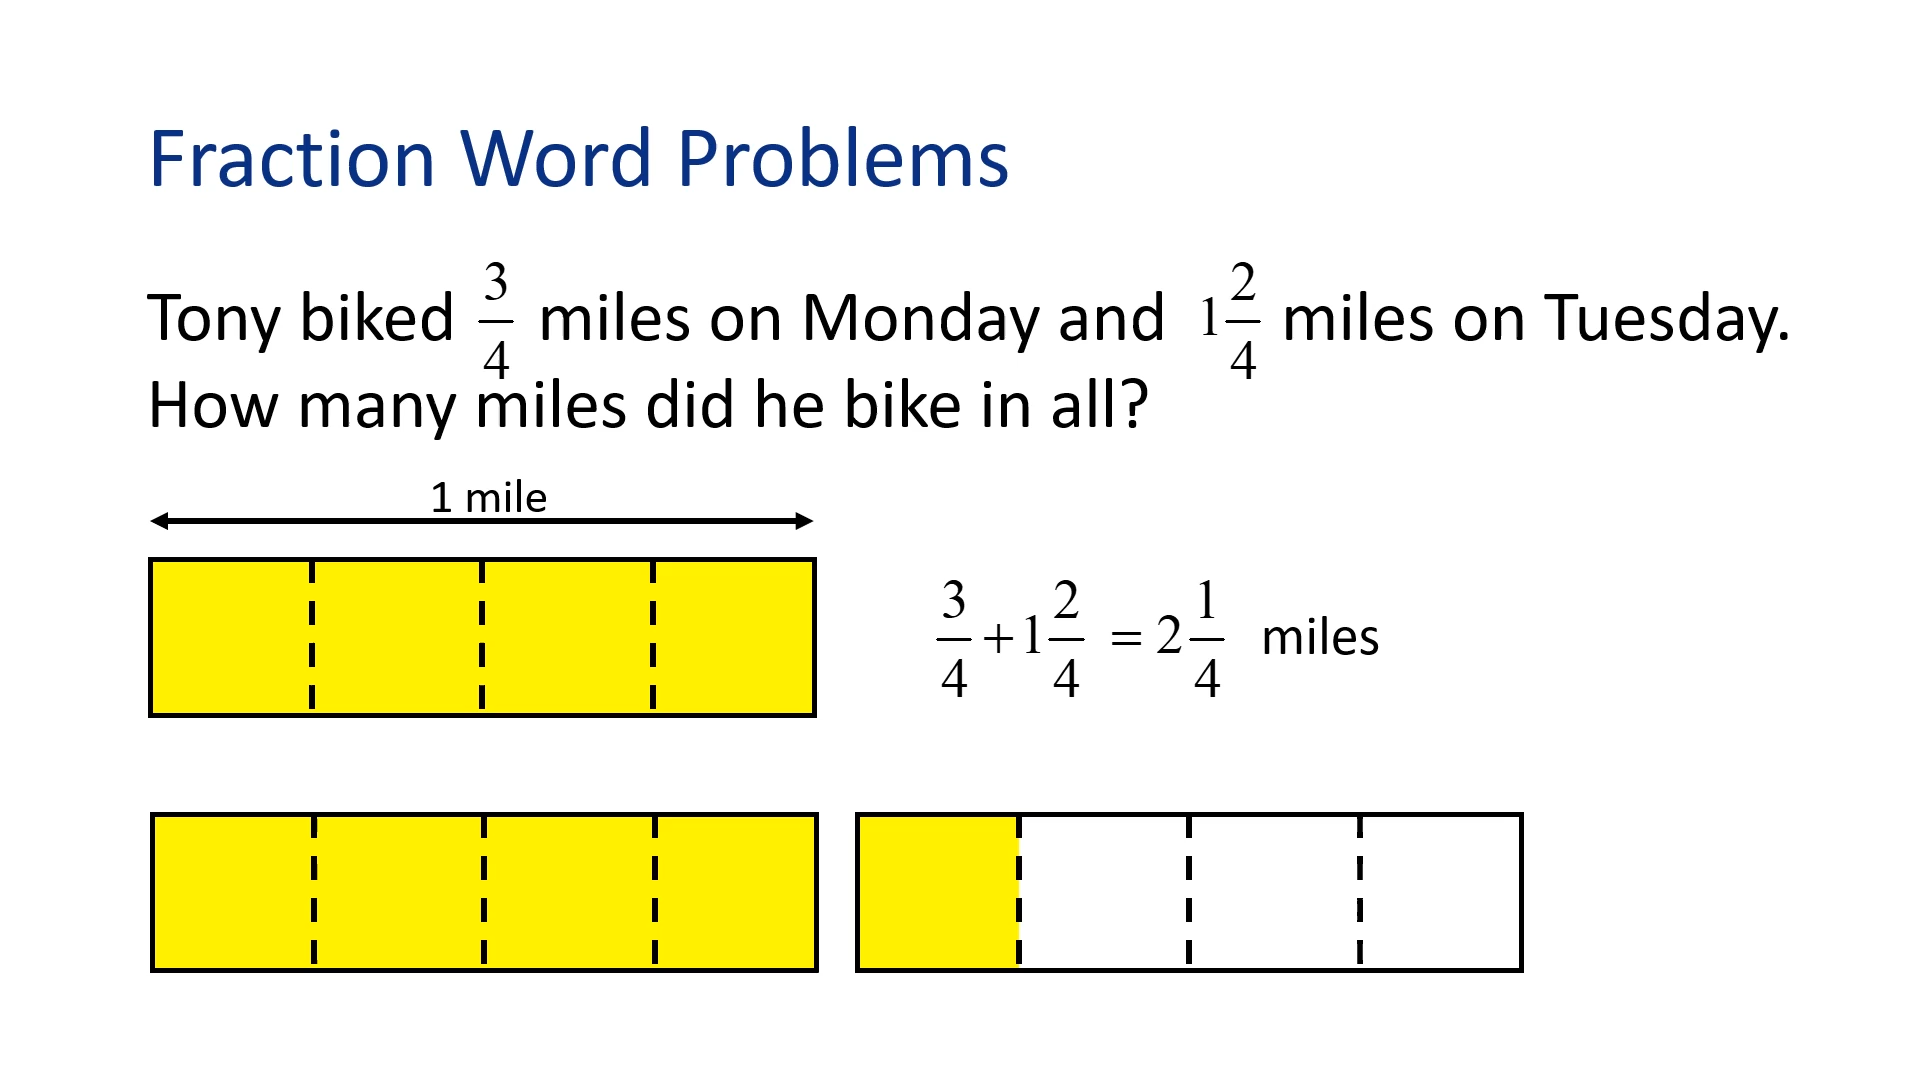 Fraction Word Problems
Tony biked 3/4 miles on Monday and 1 2/4 miles on Tuesday.
How many miles did he bike in all?
1 mile
3/4 + 1 2/4 = 2 1/4 miles